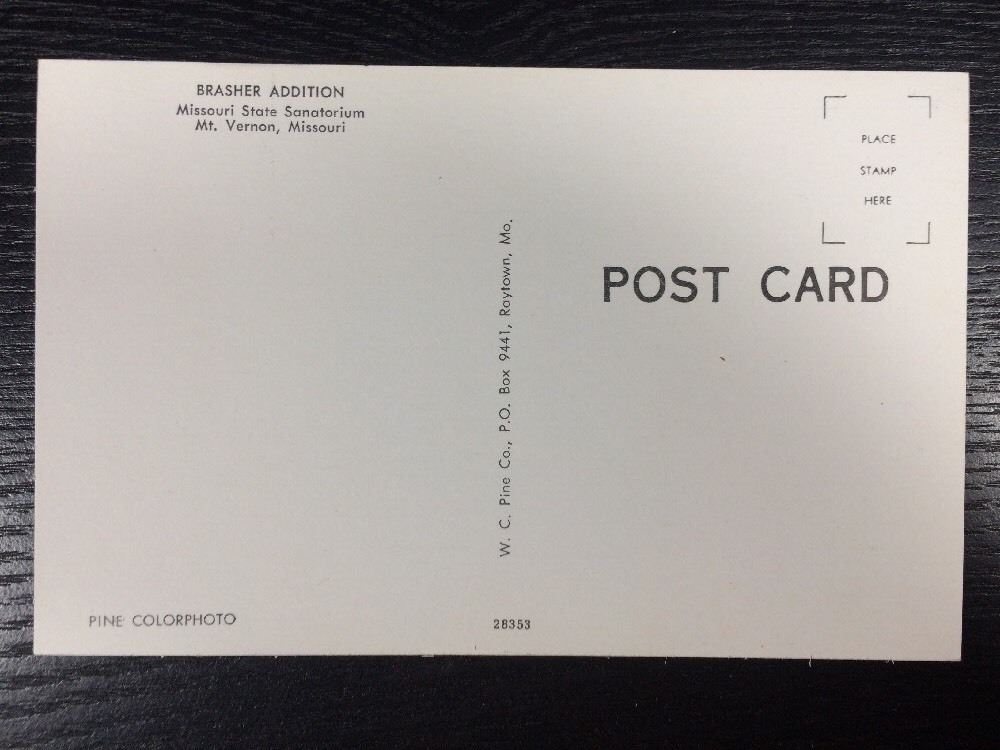 BRASHER ADDITION
Missouri State Sanatorium
Mt. Vernon, Missouri
PLACE
STAMP
HERE
POST CARD
W. C. Pine Co., P.O. Box 9441, Raytown, Mo.
PINE COLORPHOTO
28353